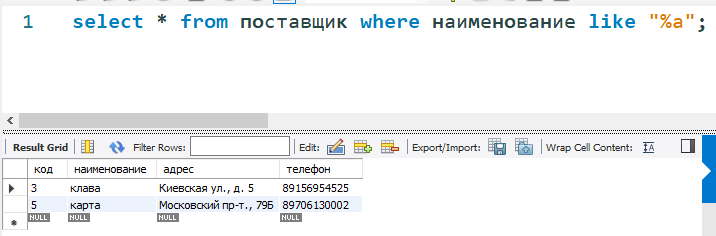 1 select * from поставщик where наименование like "%а";
Result Grid Filter Rows: Edit: Export/Import: Wrap Cell Content:
код наименование адрес телефон
3 клава Киевская ул., д. 5 89156954525
5 карта Московский пр-т., 79Б 89706130002
NULL NULL NULL NULL